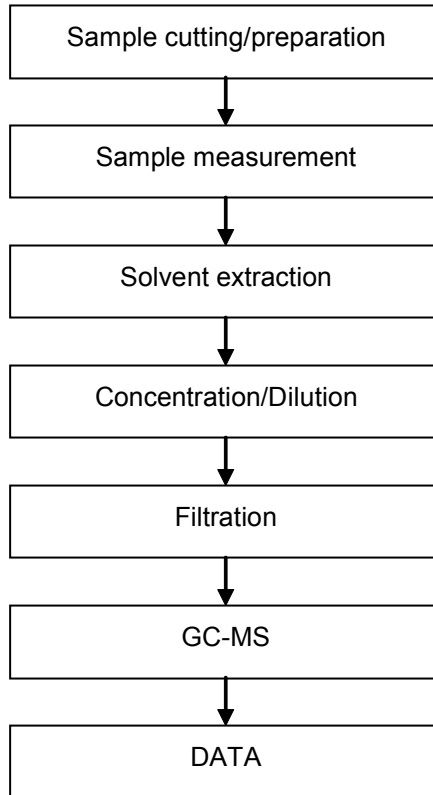 Sample cutting/preparation
Sample measurement
Solvent extraction
Concentration/Dilution
Filtration
GC-MS
DATA